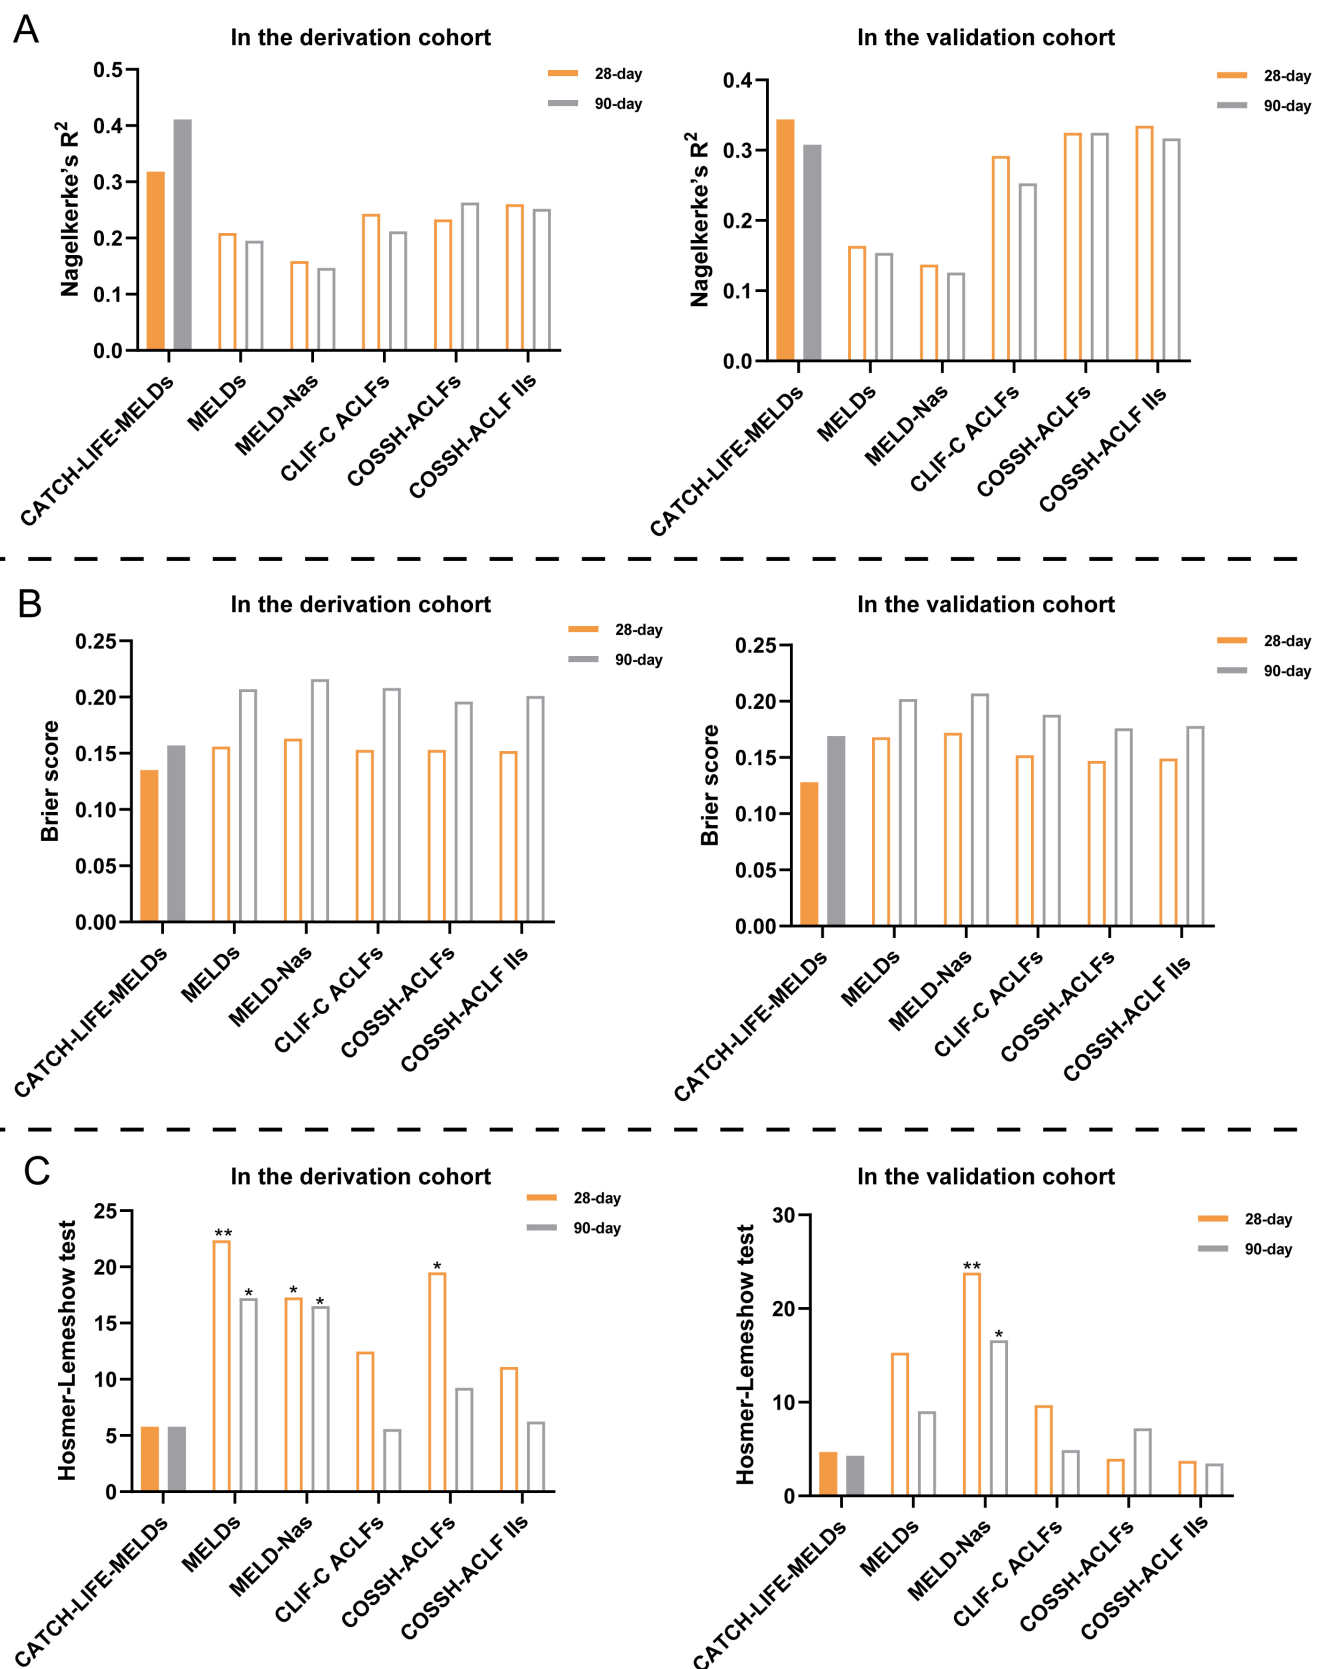 A
In the derivation cohort
28-day
90-day
Nagelkerke's R2
0.5
0.4
0.3
0.2
0.1
0.0
CATCH-LIFE-MELDs
MELDs
MELD-Nas
CLIF-C ACLFs
COSSH-ACLFs
COSSH-ACLF IIs
In the validation cohort
28-day
90-day
Nagelkerke's R2
0.4
0.3
0.2
0.1
0.0
CATCH-LIFE-MELDs
MELDs
MELD-Nas
CLIF-C ACLFs
COSSH-ACLFs
COSSH-ACLF IIs
B
In the derivation cohort
28-day
90-day
Brier score
0.25
0.20
0.15
0.10
0.05
0.00
CATCH-LIFE-MELDs
MELDs
MELD-Nas
CLIF-C ACLFs
COSSH-ACLFs
COSSH-ACLF IIs
In the validation cohort
28-day
90-day
Brier score
0.25
0.20
0.15
0.10
0.05
0.00
CATCH-LIFE-MELDs
MELDs
MELD-Nas
CLIF-C ACLFs
COSSH-ACLFs
COSSH-ACLF IIs
C
In the derivation cohort
28-day
90-day
Hosmer-Lemeshow test
25
20
15
10
5
0
**
*
*
*
*
CATCH-LIFE-MELDs
MELDs
MELD-Nas
CLIF-C ACLFs
COSSH-ACLFs
COSSH-ACLF IIs
In the validation cohort
28-day
90-day
Hosmer-Lemeshow test
30
20
10
0
**
*
CATCH-LIFE-MELDs
MELDs
MELD-Nas
CLIF-C ACLFs
COSSH-ACLFs
COSSH-ACLF IIs